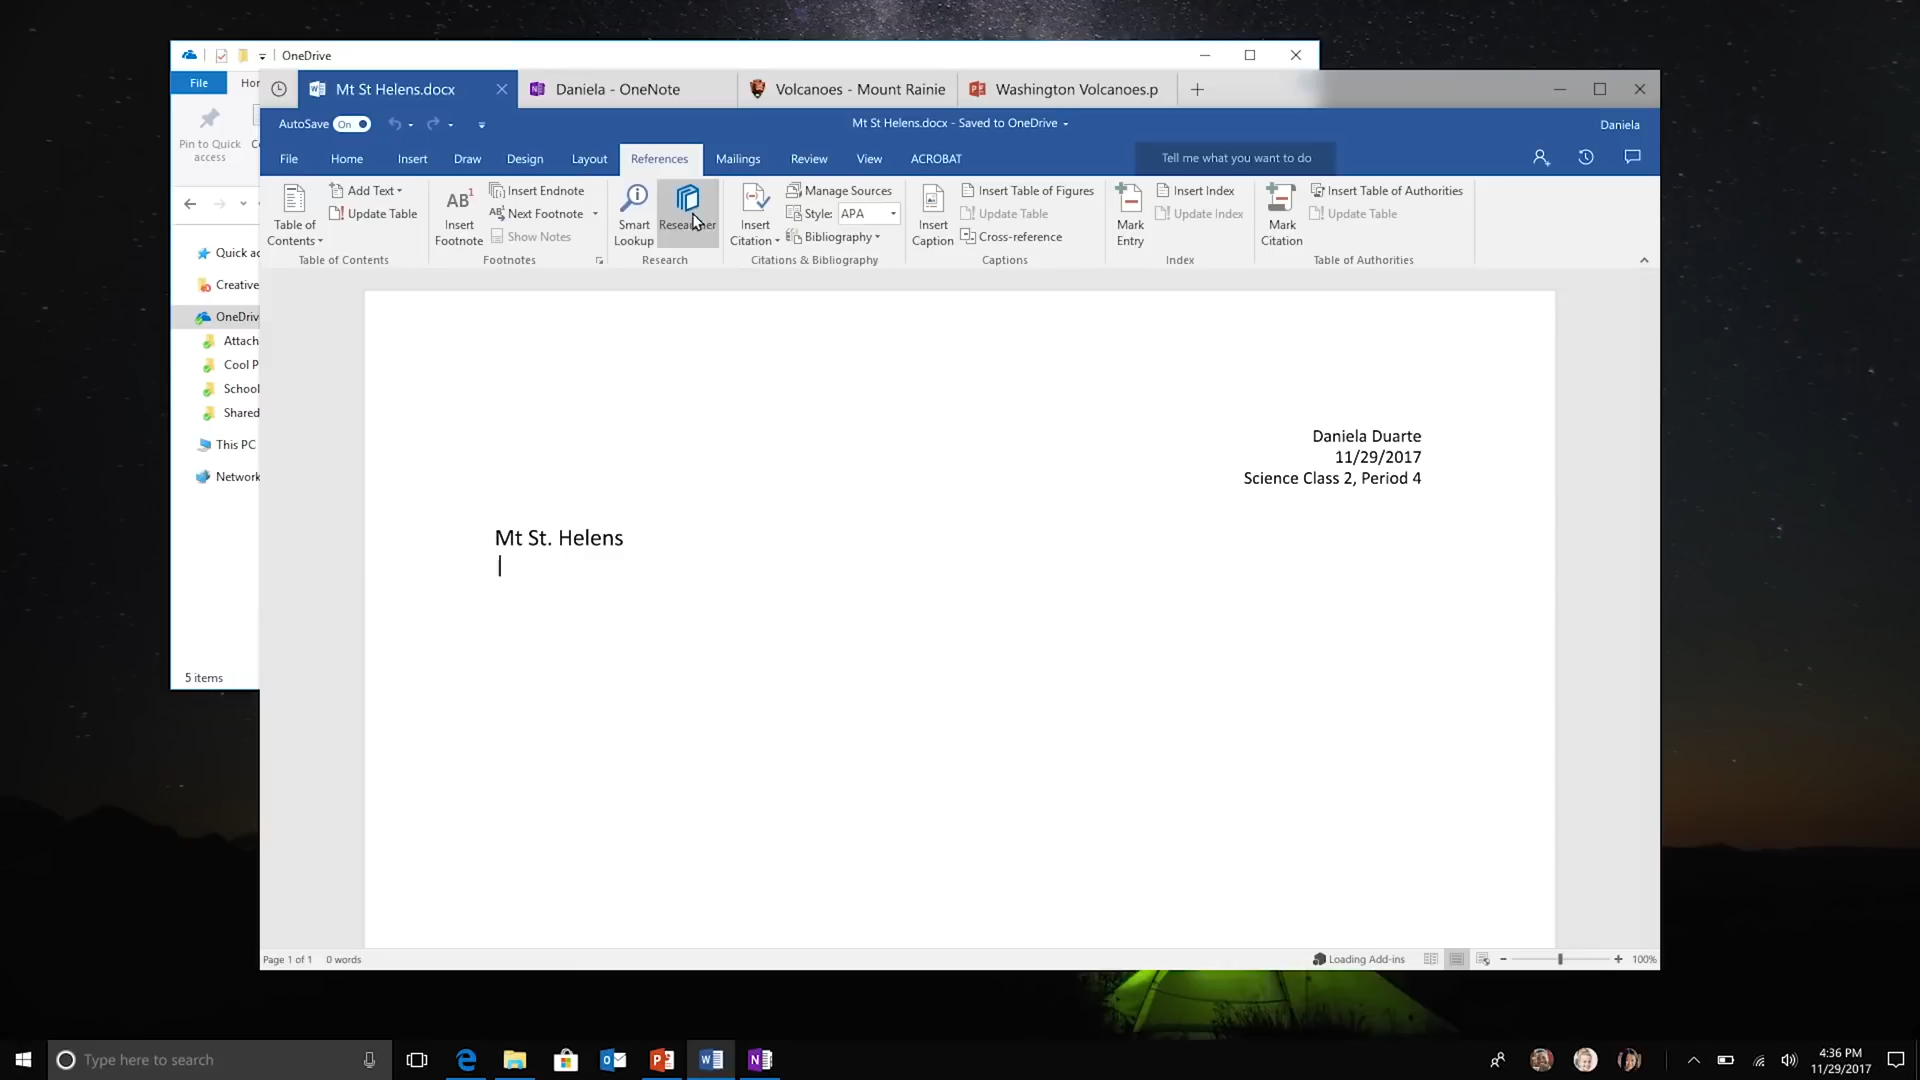 OneDrive
File
Pin to Quick
access
Quick
Creative
Attach
Cool P
School
Shared
This PC
Network
5 items
Mt St Helens.docx
Daniela - OneNote
Volcanoes - Mount Rainie
Washington Volcanoes.p
AutoSave On
Mt St Helens.docx - Saved to OneDrive
Daniela
File Home Insert Draw Design Layout References Mailings Review View ACROBAT
Tell me what you want to do
Table of
Contents
Add Text
Update Table
Table of Contents
AB¹
Insert
Footnote
Insert Endnote
Next Footnote
Show Notes
Footnotes
Smart
Lookup
Researcher
Research
Insert
Citation
Manage Sources
Style: APA
Bibliography
Citations & Bibliography
Insert
Caption
Insert Table of Figures
Update Table
Cross-reference
Captions
Mark
Entry
Insert Index
Update Index
Index
Mark
Citation
Insert Table of Authorities
Update Table
Table of Authorities
Daniela Duarte
11/29/2017
Science Class 2, Period 4
Mt St. Helens
Page 1 of 1 0 words
Loading Add-ins
100%
Type here to search
4:36 PM
11/29/2017